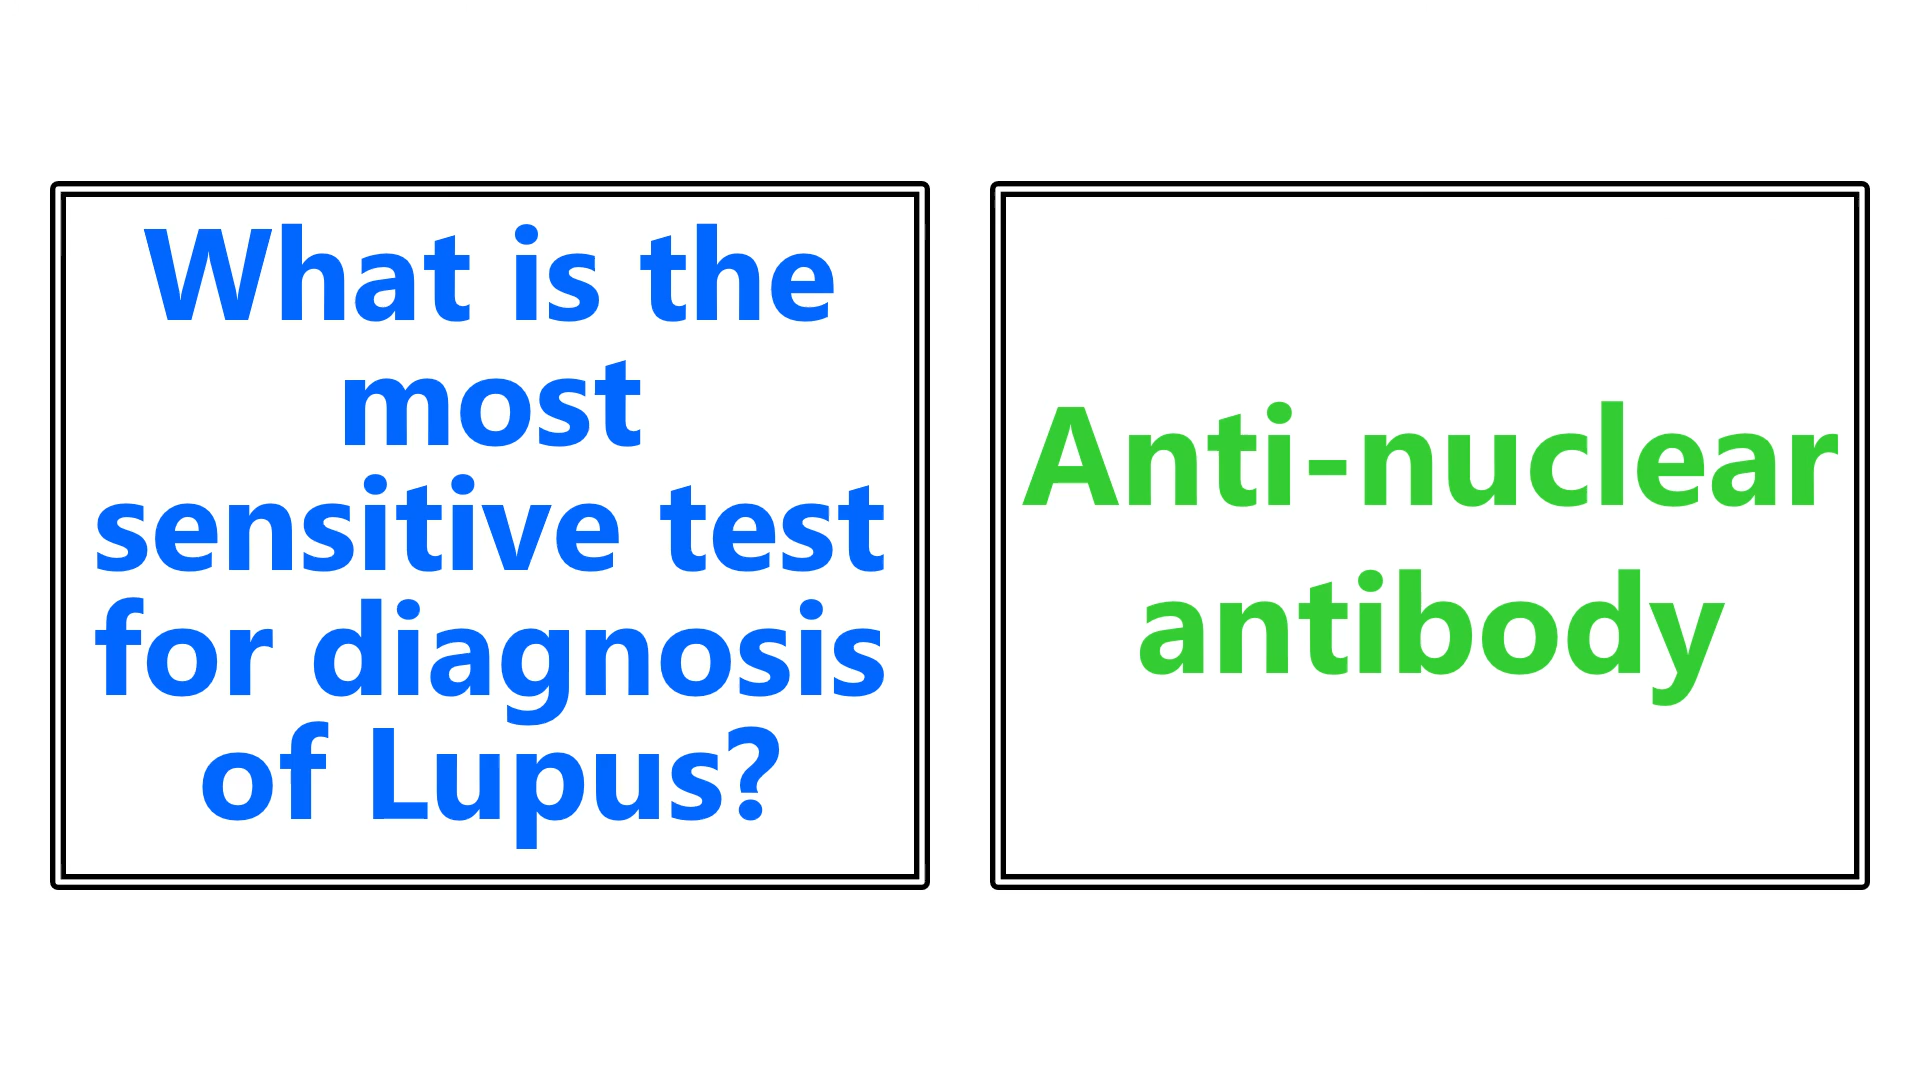 What is the
most
sensitive test
for diagnosis
of Lupus?
Anti-nuclear
antibody